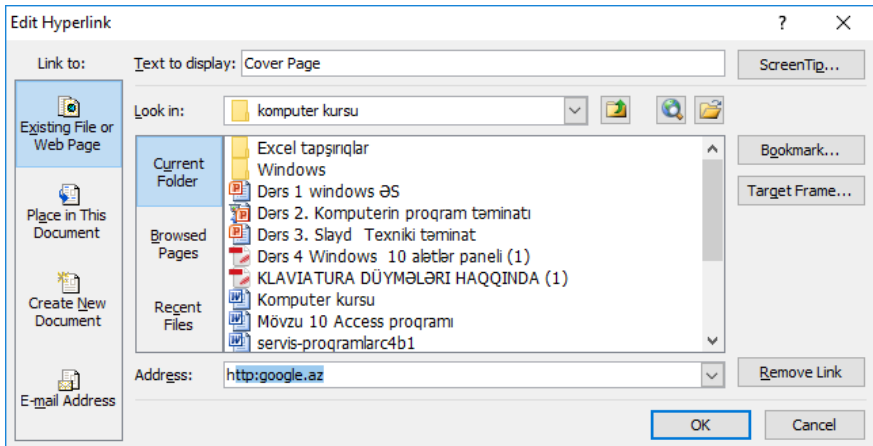 Edit Hyperlink
?
Link to:
Text to display: Cover Page
ScreenTip...
Existing File or
Web Page
Look in: komputer kursu
Current
Folder
Browsed
Pages
Recent
Files
Excel tapşırıqlar
Windows
Dərs 1 windows ƏS
Dərs 2. Komputerin proqram təminatı
Dərs 3. Slayd Texniki təminat
Dərs 4 Windows 10 alətlər paneli (1)
KLAVİATURA DÜYMƏLƏRİ HAQQINDA (1)
Komputer kursu
Mövzu 10 Access proqramı
servis-proqramlarc4b1
Bookmark...
Target Frame...
Place in This
Document
Create New
Document
E-mail Address
Address: http:google.az
Remove Link
OK
Cancel